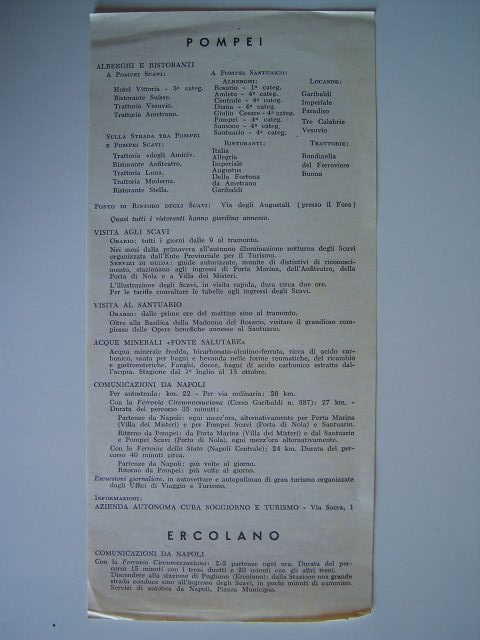 POMPEI
ALBERGHI E RISTORANTI
A POMPEI SCAVI:
Hotel Vittoria - 3ª categ.
Ristorante Suisse.
Trattoria Vesuvio.
Trattoria Ametrano.
SULLA STRADA TRA POMPEI
E POMPEI SCAVI:
Trattoria «degli Amici».
Ristorante Anfiteatro.
Trattoria Luna.
Trattoria Moderna.
Ristorante Stella.
A POMPEI SANTUARIO:
ALBERGHI:
Rosario - 1ª categ.
Amleto - 4ª categ.
Centrale - 4ª categ.
Diana - 4ª categ.
Giulio Cesare - 4ª categ.
Pompei - 4ª categ.
Sansone - 4ª categ.
Santuario - 4ª categ.
RISTORANTI:
Italia
Allegria
Imperiale
Augustus
Della Fortuna
da Ametrano
Garibaldi
LOCANDE:
Garibaldi
Imperiale
Paradiso
Tre Calabrie
Vesuvio
TRATTORIE:
Rondinella
del Ferroviere
Buono
POSTO DI RISTORO DEGLI SCAVI: Via degli Augustali (presso il Foro)
Quasi tutti i ristoranti hanno giardino annesso.
VISITA AGLI SCAVI
ORARIO: tutti i giorni dalle 9 al tramonto.
Nei mesi dalla primavera all'autunno illuminazione notturna degli Scavi
organizzata dall'Ente Provinciale per il Turismo.
SERVIZI DI GUIDA: guide autorizzate, munite di distintivi di riconosci-
mento, stazionano agli ingressi di Porta Marina, dell'Anfiteatro, della
Porta di Nola e a Villa dei Misteri.
L'illustrazione degli Scavi, in visita rapida, dura circa due ore.
Per le tariffe consultare le tabelle agli ingressi degli Scavi.
VISITA AL SANTUARIO
ORARIO: dalle prime ore del mattino sino al tramonto.
Oltre alla Basilica della Madonna del Rosario, visitare il grandioso com-
plesso delle Opere benefiche annesse al Santuario.
ACQUE MINERALI «FONTE SALUTARE»
Acqua minerale fredda, bicarbonato-alcalino-ferrata, ricca di acido car-
bonico, usata per bagni e bevanda nelle forme reumatiche, del ricambio
e gastroenteriche. Fanghi, docce, bagni di acido carbonico estratto dal-
l'acqua. Stagione dal 1º luglio al 15 ottobre.
COMUNICAZIONI DA NAPOLI
Per autostrada: km. 22 - Per via ordinaria: 26 km.
Con la Ferrovia Circumvesuviana (Corso Garibaldi n. 387): 27 km, -
Durata del percorso 35 minuti:
Partenze da Napoli: ogni mezz'ora, alternativamente per Porta Marina
(Villa dei Misteri) e per Pompei Scavi (Porta di Nola) e Santuario.
Ritorno da Pompei: da Porta Marina (Villa dei Misteri) e dal Santuario
e Pompei Scavi (Porta di Nola), ogni mezz'ora alternativamente.
Con le Ferrovie dello Stato (Napoli Centrale): 24 km. Durata del per-
corso 40 minuti circa.
Partenze da Napoli: più volte al giorno.
Ritorno da Pompei: più volte al giorno.
Escursioni giornaliere, in autovetture e autopullman di gran turismo organizzate
dagli Uffici di Viaggio e Turismo.
INFORMAZIONI:
AZIENDA AUTONOMA CURA SOGGIORNO E TURISMO - Via Sacra, 1
ERCOLANO
COMUNICAZIONI DA NAPOLI
Con la Ferrovia Circumvesuviana: 2-3 partenze ogni ora. Durata del per-
corso 15 minuti con i treni diretti e 20 minuti con gli altri treni.
Discendere alla stazione di Pugliano (Ercolano): dalla Stazione una grande
strada conduce sino all'ingresso degli Scavi, in pochi minuti di cammino.
Servizi di autobus da Napoli, Piazza Municipio.